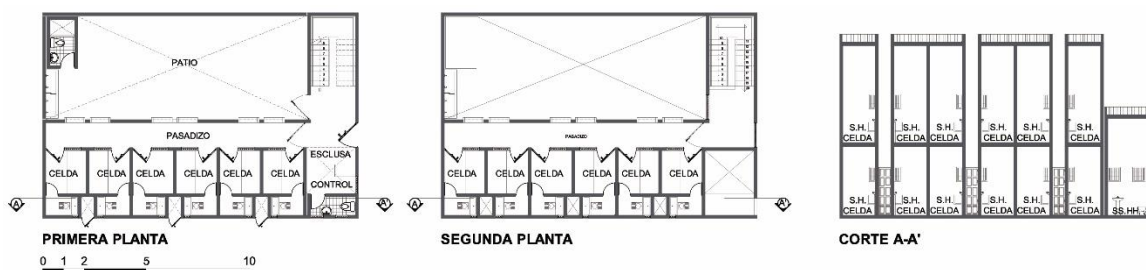 PATIO
PASADIZO
CELDA CELDA CELDA CELDA CELDA CELDA
ESCLUSA
CONTROL
A A'
PRIMERA PLANTA
0 1 2 5 10
PASADIZO
CELDA CELDA CELDA CELDA CELDA CELDA
A A'
SEGUNDA PLANTA
S.H. S.H. S.H. S.H. S.H. S.H.
CELDA CELDA CELDA CELDA CELDA CELDA
S.H. S.H. S.H. S.H. S.H. S.H.
CELDA CELDA CELDA CELDA CELDA CELDA
SS.HH.
CORTE A-A'